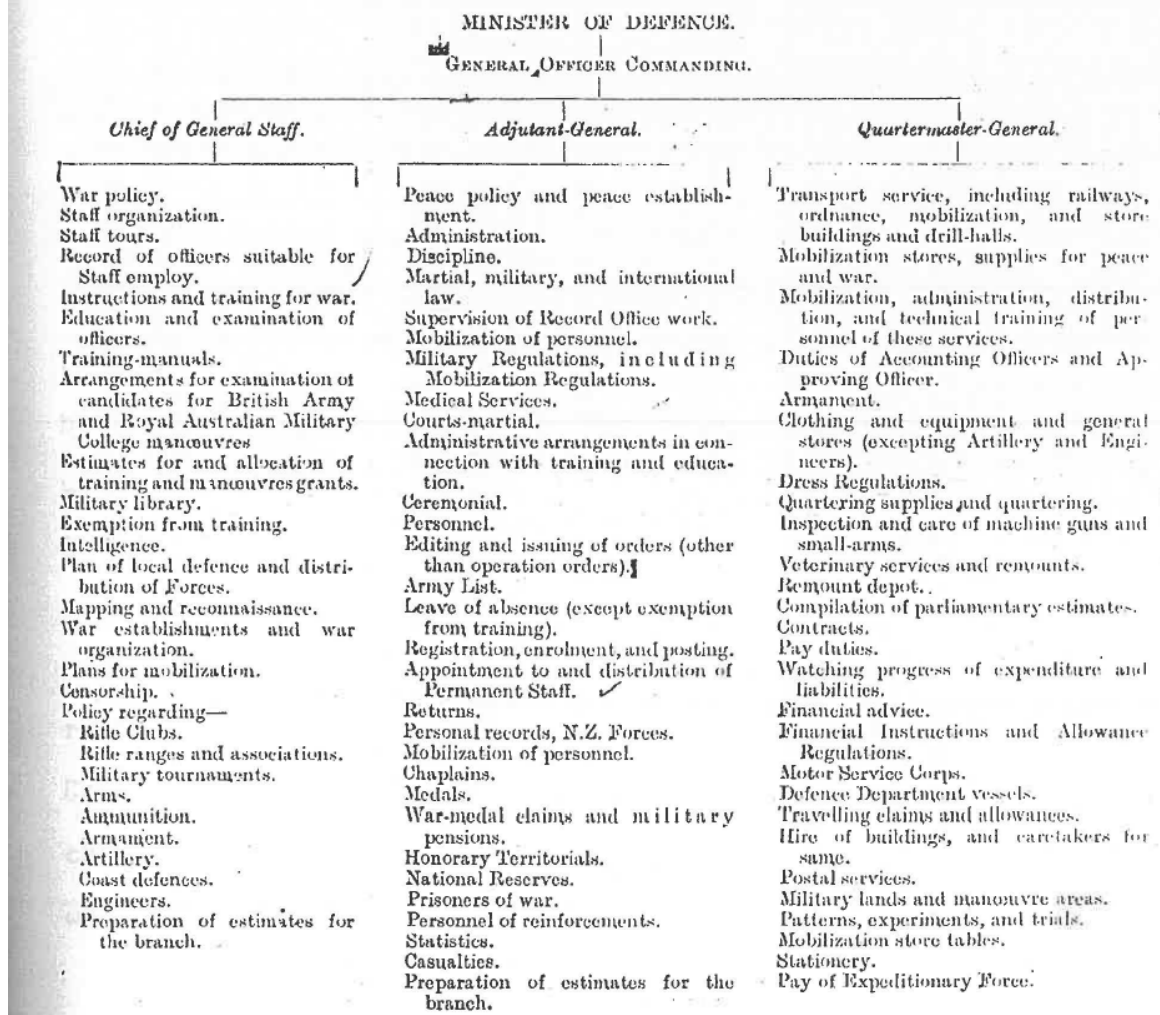 MINISTER OF DEFENCE.
GENERAL OFFICER COMMANDING.
Chief of General Staff.
War policy.
Staff organization.
Staff tours.
Record of officers suitable for
Staff employ.
Instructions and training for war.
Education and examination of
officers.
Training-manuals.
Arrangements for examination of
candidates for British Army
and Royal Australian Military
College manœuvres
Estimates for and allocation of
training and manœuvres grants.
Military library.
Exemption from training.
Intelligence.
Plan of local defence and distri-
bution of Forces.
Mapping and reconnaissance.
War establishments and war
organization.
Plans for mobilization.
Censorship.
Policy regarding—
Rifle Clubs.
Rifle ranges and associations.
Military tournaments.
Arms.
Ammunition.
Armament.
Artillery.
Coast defences.
Engineers.
Preparation of estimates for
the branch.
Adjutant-General.
Peace policy and peace establish-
ment.
Administration.
Discipline.
Martial, military, and international
law.
Supervision of Record Office work.
Mobilization of personnel.
Military Regulations, including
Mobilization Regulations.
Medical Services.
Courts-martial.
Administrative arrangements in con-
nection with training and educa-
tion.
Ceremonial.
Personnel.
Editing and issuing of orders (other
than operation orders).
Army List.
Leave of absence (except exemption
from training).
Registration, enrolment, and posting.
Appointment to and distribution of
Permanent Staff.
Returns.
Personal records, N.Z. Forces.
Mobilization of personnel.
Chaplains.
Medals.
War-medal claims and military
pensions.
Honorary Territorials.
National Reserves.
Prisoners of war.
Personnel of reinforcements.
Statistics.
Casualties.
Preparation of estimates for the
branch.
Quartermaster-General.
Transport service, including railways,
ordnance, mobilization, and store
buildings and drill-halls.
Mobilization stores, supplies for peace
and war.
Mobilization, administration, distribu-
tion, and technical training of per-
sonnel of these services.
Duties of Accounting Officers and Ap-
proving Officer.
Armament.
Clothing and equipment and general
stores (excepting Artillery and Engi-
neers).
Dress Regulations.
Quartering supplies and quartering.
Inspection and care of machine guns and
small-arms.
Veterinary services and remounts.
Remount depot.
Compilation of parliamentary estimates.
Contracts.
Pay duties.
Watching progress of expenditure and
liabilities.
Financial advice.
Financial Instructions and Allowance
Regulations.
Motor Service Corps.
Defence Department vessels.
Travelling claims and allowances.
Hire of buildings, and caretakers for
same.
Postal services.
Military lands and manœuvre areas.
Patterns, experiments, and trials.
Mobilization store tables.
Stationery.
Pay of Expeditionary Force.